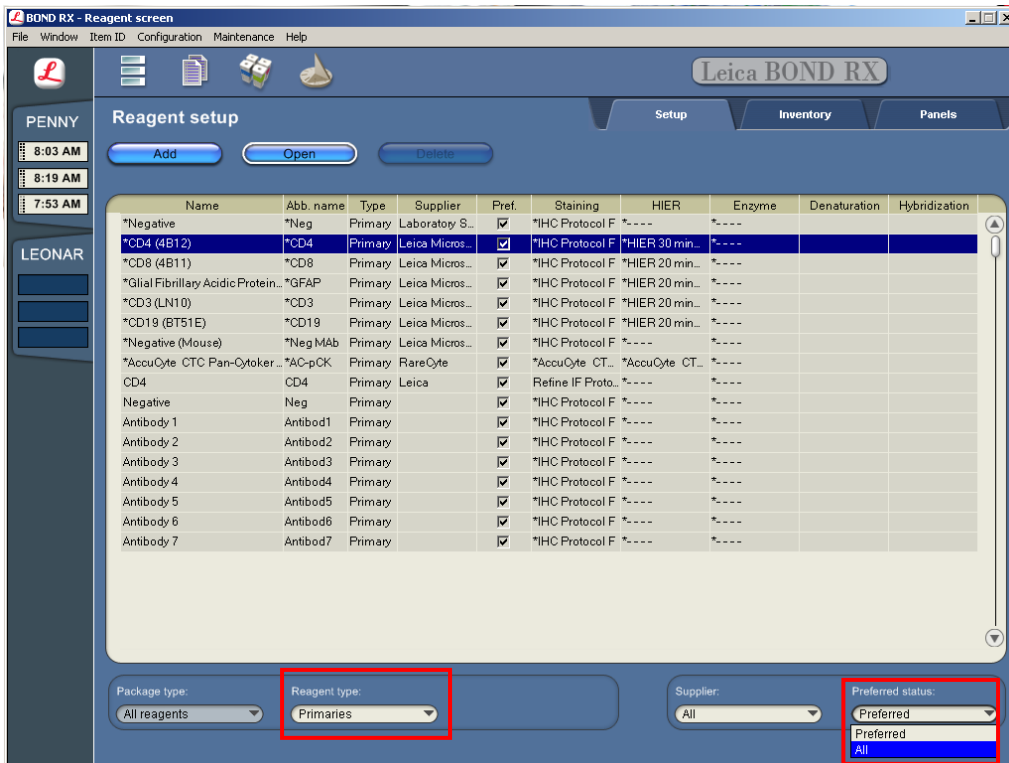 BOND RX - Reagent screen
File Window Item ID Configuration Maintenance Help
Leica BOND RX
PENNY
8:03 AM
8:19 AM
7:53 AM
LEONAR
Reagent setup
Setup Inventory Panels
Add Open Delete
Name Abb. name Type Supplier Pref. Staining HIER Enzyme Denaturation Hybridization
*Negative *Neg Primary Laboratory S... *IHC Protocol F *---- *----
*CD4 (4B12) *CD4 Primary Leica Micros... *IHC Protocol F *HIER 30 min... *----
*CD8 (4B11) *CD8 Primary Leica Micros... *IHC Protocol F *HIER 20 min... *----
*Glial Fibrillary Acidic Protein... *GFAP Primary Leica Micros... *IHC Protocol F *HIER 20 min... *----
*CD3 (LN10) *CD3 Primary Leica Micros... *IHC Protocol F *HIER 20 min... *----
*CD19 (BT51E) *CD19 Primary Leica Micros... *IHC Protocol F *HIER 20 min... *----
*Negative (Mouse) *Neg MAb Primary Leica Micros... *IHC Protocol F *---- *----
*AccuCyte CTC Pan-Cytoker... *AC-pCK Primary RareCyte *AccuCyte CT... *AccuCyte CT... *----
CD4 CD4 Primary Leica Refine IF Proto... *---- *----
Negative Neg Primary *IHC Protocol F *---- *----
Antibody 1 Antibod1 Primary *IHC Protocol F *---- *----
Antibody 2 Antibod2 Primary *IHC Protocol F *---- *----
Antibody 3 Antibod3 Primary *IHC Protocol F *---- *----
Antibody 4 Antibod4 Primary *IHC Protocol F *---- *----
Antibody 5 Antibod5 Primary *IHC Protocol F *---- *----
Antibody 6 Antibod6 Primary *IHC Protocol F *---- *----
Antibody 7 Antibod7 Primary *IHC Protocol F *---- *----
Package type: Reagent type: Supplier: Preferred status:
All reagents Primaries All Preferred
Preferred
All